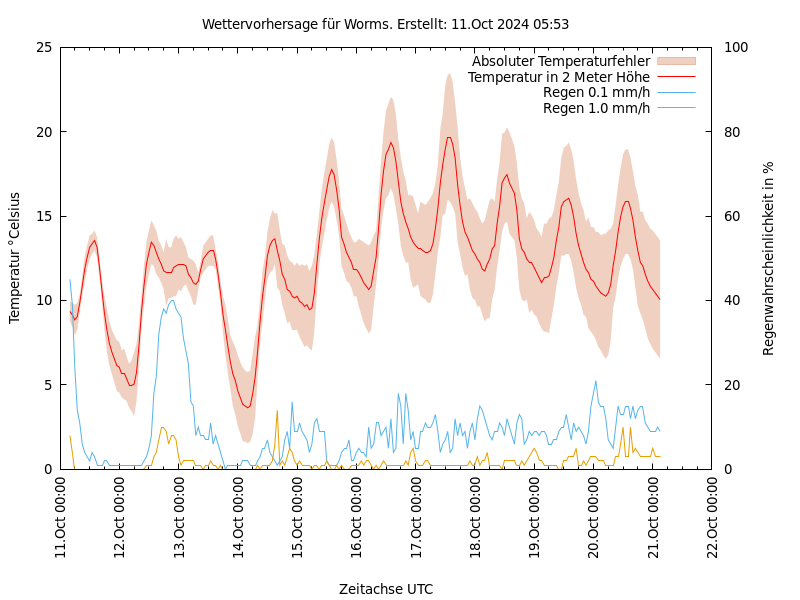 Wettervorhersage für Worms. Erstellt: 11.Oct 2024 05:53
25
100
Absoluter Temperaturfehler
Temperatur in 2 Meter Höhe
Regen 0.1 mm/h
Regen 1.0 mm/h
20
80
15
60
10
40
5
20
0
0
Temperatur °Celsius
Regenwahrscheinlichkeit in %
11.Oct 00:00
12.Oct 00:00
13.Oct 00:00
14.Oct 00:00
15.Oct 00:00
16.Oct 00:00
17.Oct 00:00
18.Oct 00:00
19.Oct 00:00
20.Oct 00:00
21.Oct 00:00
22.Oct 00:00
Zeitachse UTC